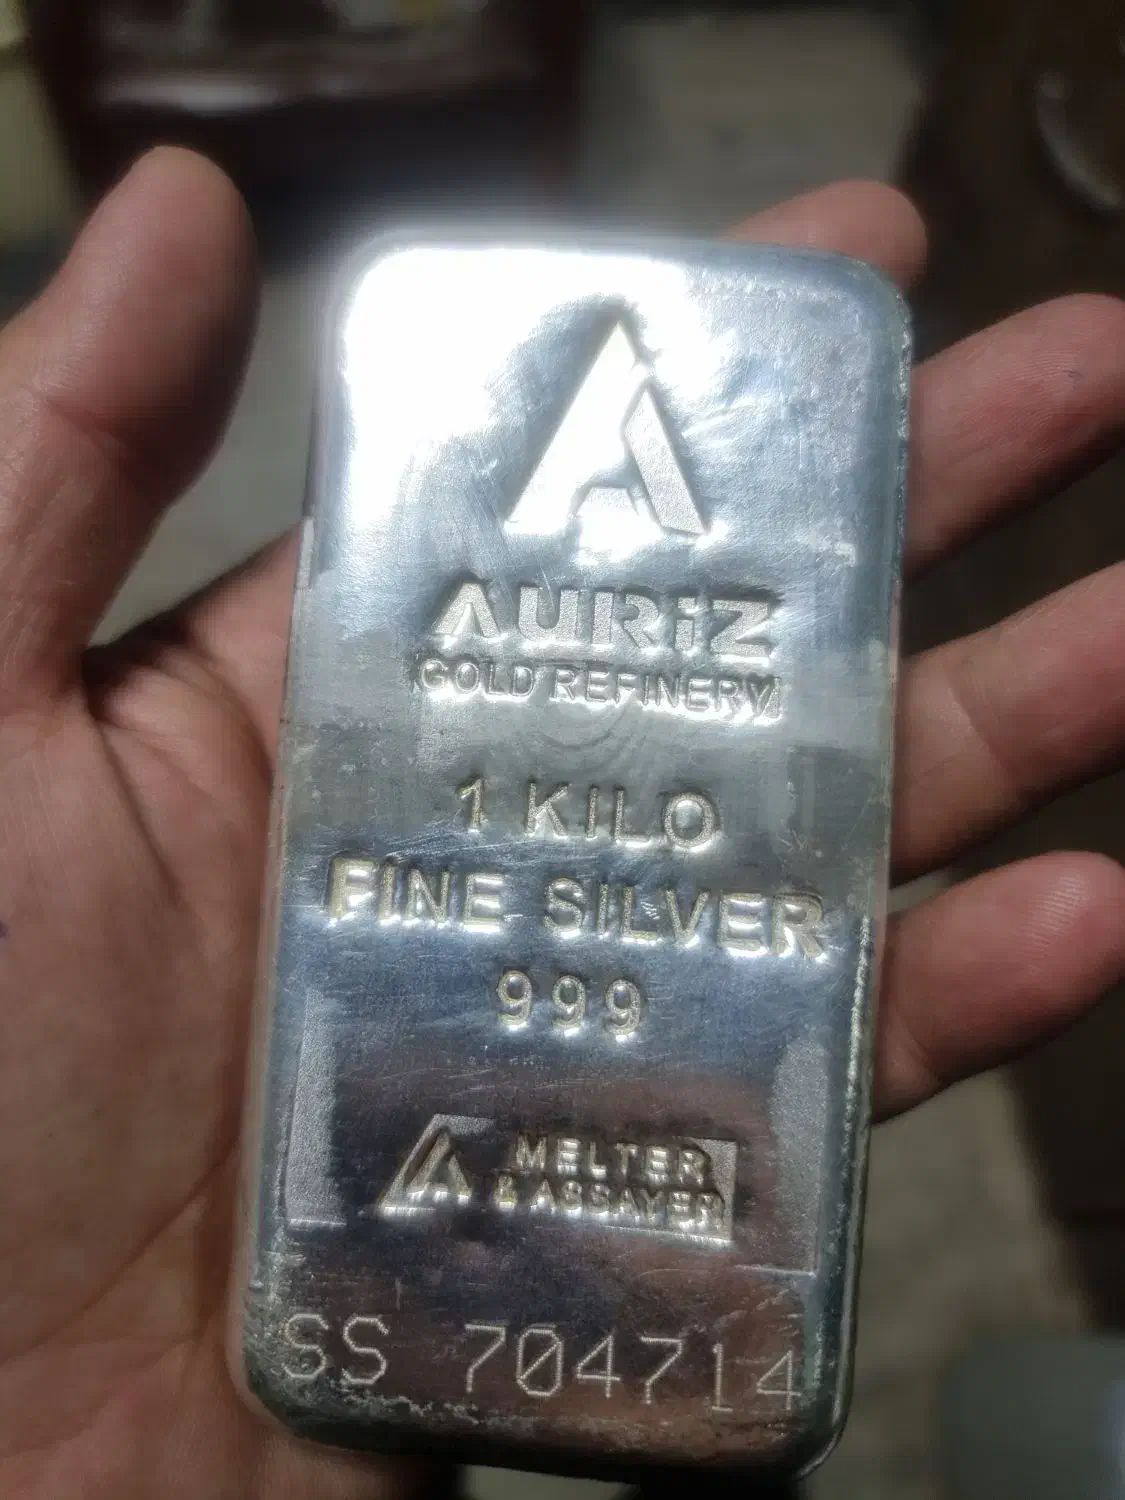 AURiZ
GOLD REFINERY
1 KILO
FINE SILVER
999
MELTER
& ASSAYER
SS 704714